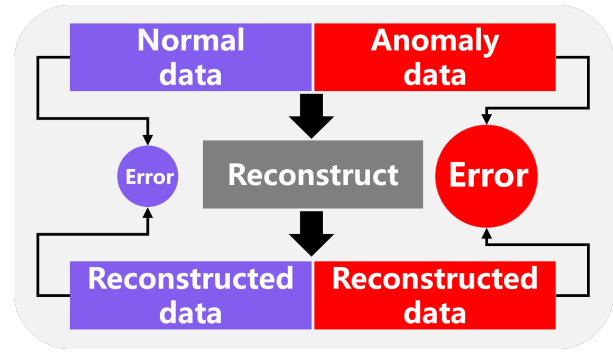 Normal
data
Anomaly
data
Error
Reconstruct
Error
Reconstructed
data
Reconstructed
data